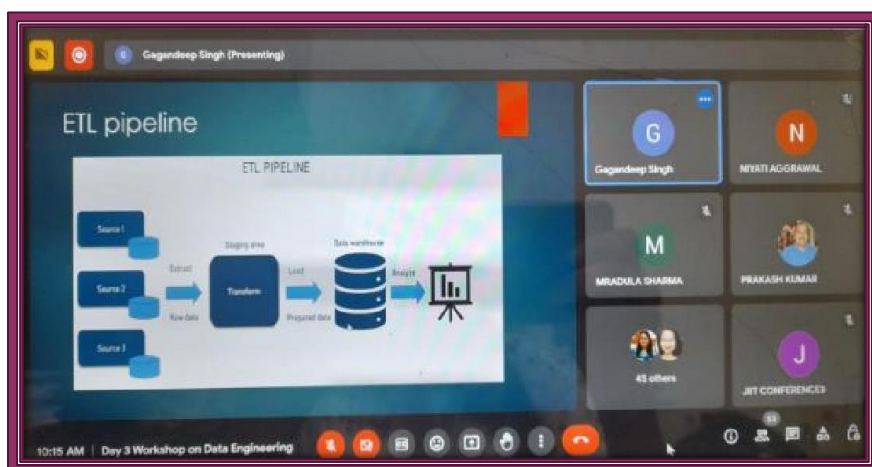 G
Gagandeep Singh (Presenting)
ETL pipeline
ETL PIPELINE
Source 1
Source 2
Source 3
Extract
Raw data
Staging area
Transform
Load
Prepared data
Data warehouse
Analyze
G
Gagandeep Singh
N
NIYATI AGGRAWAL
M
MRADULA SHARMA
PRAKASH KUMAR
45 others
J
JIIT CONFERENCE3
10:15 AM | Day 3 Workshop on Data Engineering